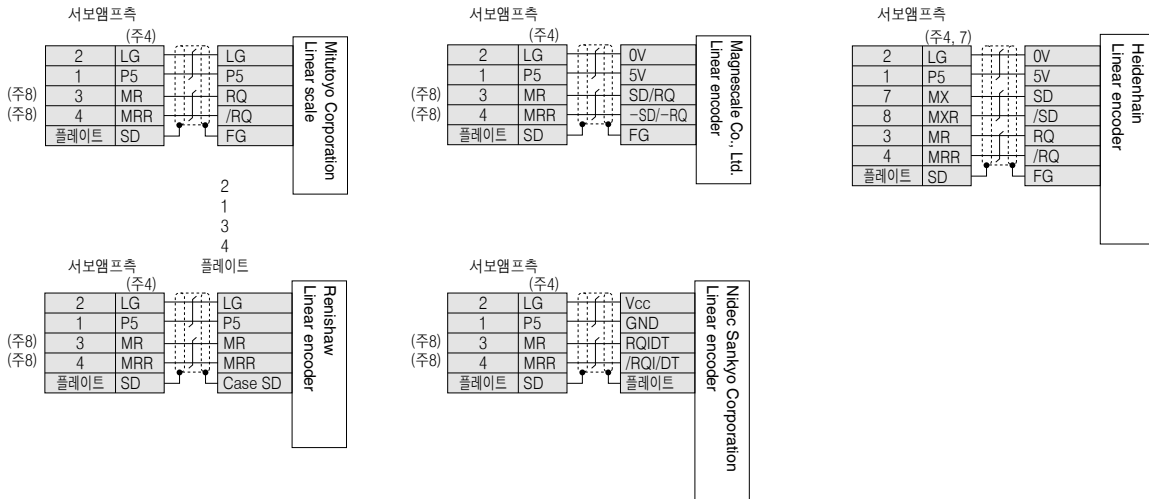 서보앰프측
(주4)
2 LG LG
1 P5 P5
(주8) 3 MR RQ
(주8) 4 MRR /RQ
플레이트 SD FG
Mitutoyo Corporation
Linear scale
서보앰프측
(주4)
2 LG 0V
1 P5 5V
(주8) 3 MR SD/RQ
(주8) 4 MRR −SD/−RQ
플레이트 SD FG
Magnescale Co., Ltd.
Linear encoder
서보앰프측
(주4, 7)
2 LG 0V
1 P5 5V
7 MX SD
8 MXR /SD
3 MR RQ
4 MRR /RQ
플레이트 SD FG
Heidenhain
Linear encoder
2
1
3
4
플레이트
서보앰프측
(주4)
2 LG LG
1 P5 P5
(주8) 3 MR MR
(주8) 4 MRR MRR
플레이트 SD Case SD
Renishaw
Linear encoder
서보앰프측
(주4)
2 LG Vcc
1 P5 GND
(주8) 3 MR RQIDT
(주8) 4 MRR /RQI/DT
플레이트 SD 플레이트
Nidec Sankyo Corporation
Linear encoder